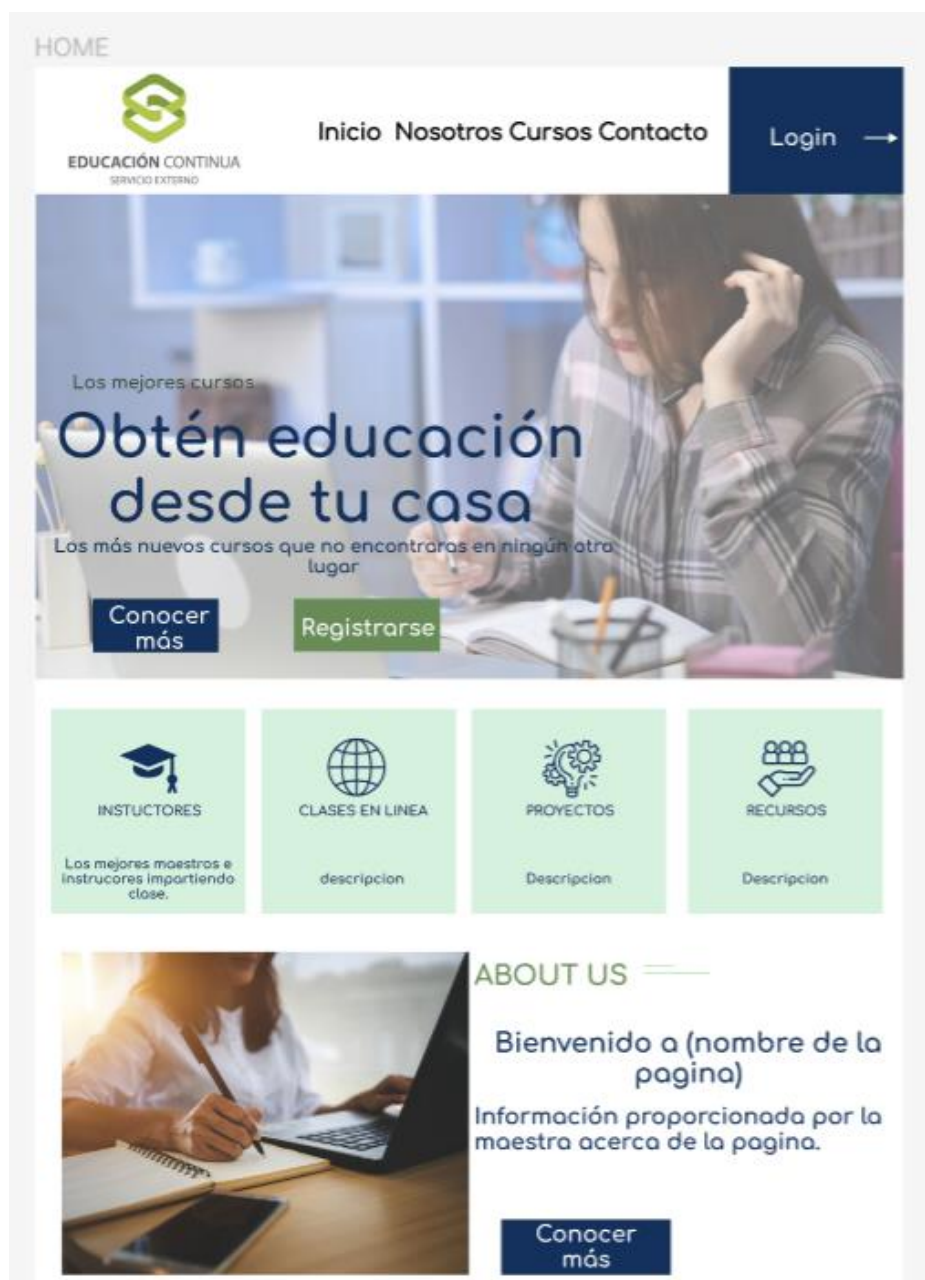 HOME
EDUCACIÓN CONTINUA
SERVICIO EXTERNO
Inicio Nosotros Cursos Contacto
Login
Los mejores cursos
Obtén educación
desde tu casa
Los más nuevos cursos que no encontraras en ningún otro
lugar
Conocer
más
Registrarse
INSTUCTORES
Los mejores maestros e
instrucores impartiendo
clase.
CLASES EN LINEA
descripcion
PROYECTOS
Descripcion
RECURSOS
Descripcion
ABOUT US
Bienvenido a (nombre de la
pagina)
Información proporcionada por la
maestra acerca de la pagina.
Conocer
más